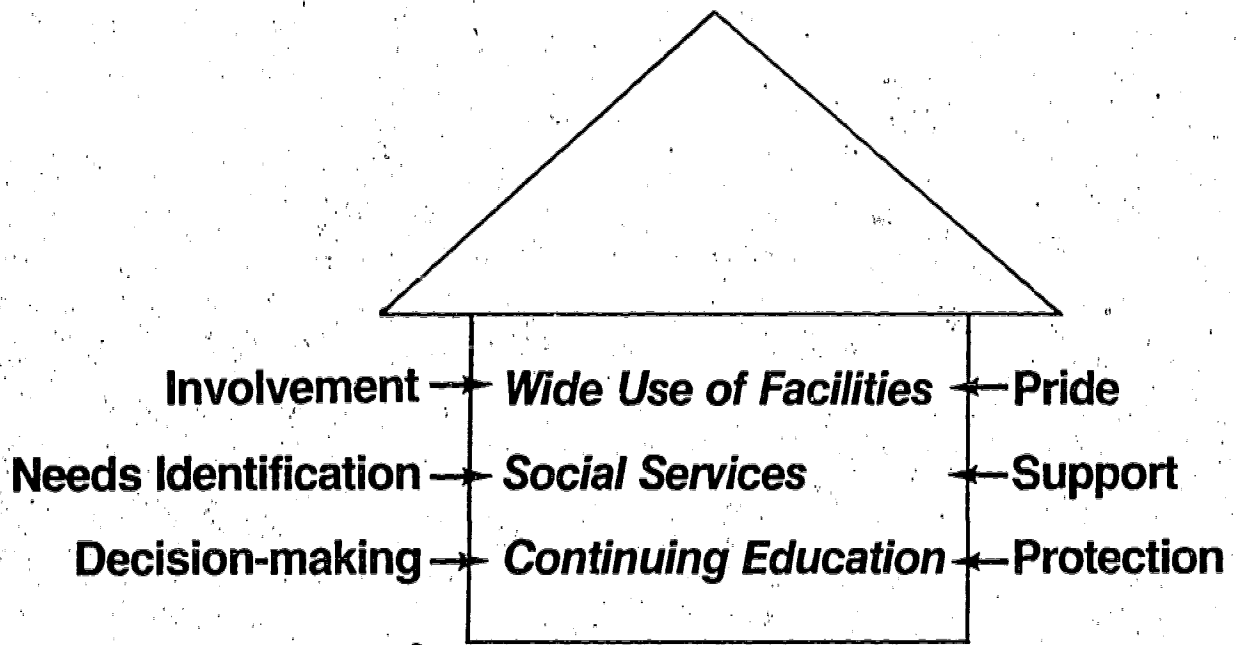 Involvement Wide Use of Facilities Pride
Needs Identification Social Services Support
Decision-making Continuing Education Protection